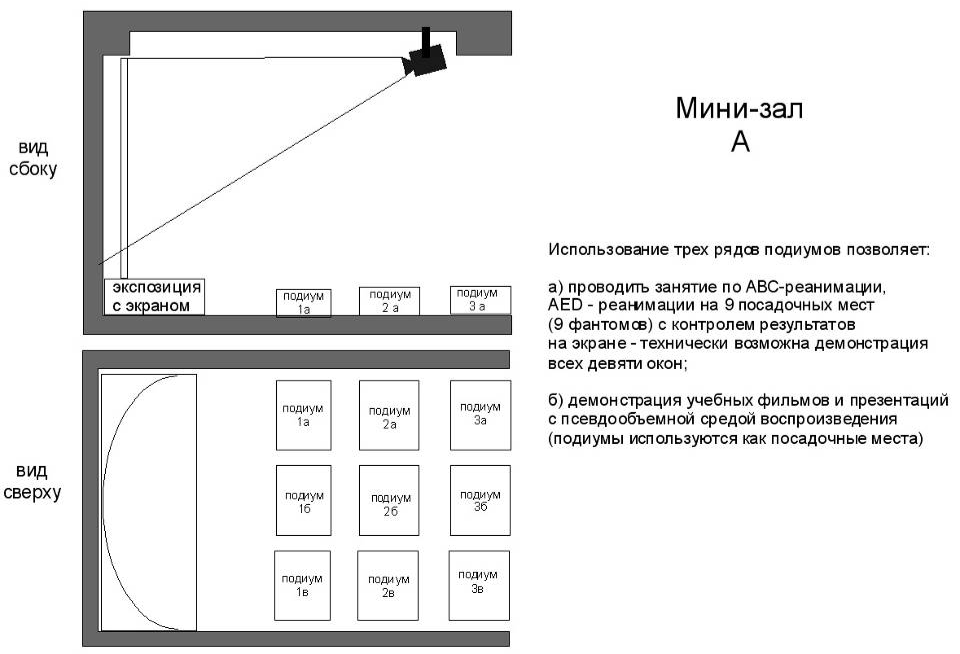 Мини-зал
А
вид
сбоку
экспозиция
с экраном
подиум
1а
подиум
2 а
подиум
3 а
Использование трех рядов подиумов позволяет:
а) проводить занятие по АВС-реанимации,
AED - реанимации на 9 посадочных мест
(9 фантомов) с контролем результатов
на экране - технически возможна демонстрация
всех девяти окон;
б) демонстрация учебных фильмов и презентаций
с псевдообъемной средой воспроизведения
(подиумы используются как посадочные места)
вид
сверху
подиум
1а
подиум
2а
подиум
3а
подиум
1б
подиум
2б
подиум
3б
подиум
1в
подиум
2в
подиум
3в